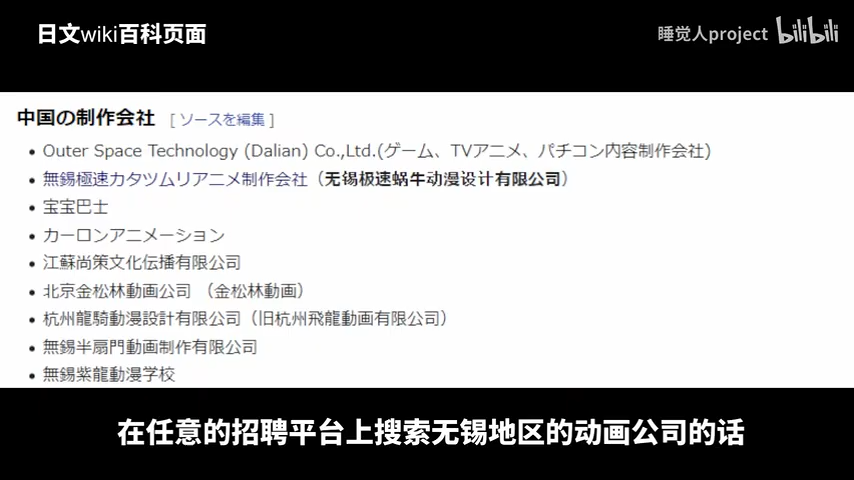 日文wiki百科页面
睡觉人project bilibili
中国の制作会社 [ ソースを編集 ]
Outer Space Technology (Dalian) Co.,Ltd.(ゲーム、TVアニメ、パチコン内容制作会社)
無錫極速カタツムリアニメ制作会社（无锡极速蜗牛动漫设计有限公司）
宝宝巴士
カーロンアニメーション
江蘇尚策文化伝播有限公司
北京金松林動画公司 （金松林動画）
杭州龍騎動漫設計有限公司（旧杭州飛龍動画有限公司）
無錫半扇門動画制作有限公司
無錫紫龍動漫学校
在任意的招聘平台上搜索无锡地区的动画公司的话